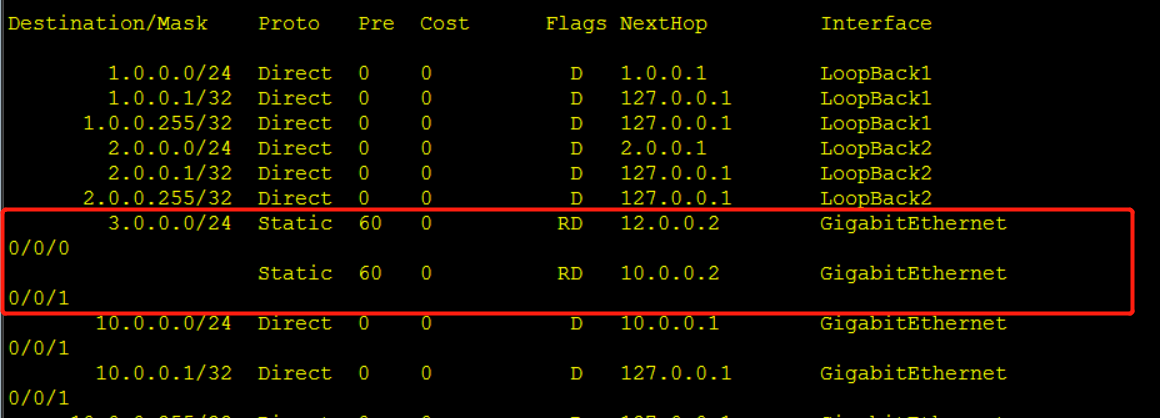 Destination/Mask    Proto   Pre  Cost      Flags NextHop         Interface
1.0.0.0/24  Direct  0    0           D   1.0.0.1         LoopBack1
1.0.0.1/32  Direct  0    0           D   127.0.0.1       LoopBack1
1.0.0.255/32  Direct  0    0           D   127.0.0.1       LoopBack1
2.0.0.0/24  Direct  0    0           D   2.0.0.1         LoopBack2
2.0.0.1/32  Direct  0    0           D   127.0.0.1       LoopBack2
2.0.0.255/32  Direct  0    0           D   127.0.0.1       LoopBack2
3.0.0.0/24  Static  60   0          RD   12.0.0.2        GigabitEthernet
0/0/0
Static  60   0          RD   10.0.0.2        GigabitEthernet
0/0/1
10.0.0.0/24  Direct  0    0           D   10.0.0.1        GigabitEthernet
0/0/1
10.0.0.1/32  Direct  0    0           D   127.0.0.1       GigabitEthernet
0/0/1